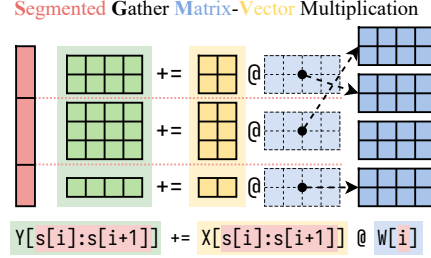 Segmented Gather Matrix-Vector Multiplication
+= @
+= @
+= @
Y[s[i]:s[i+1]] += X[s[i]:s[i+1]] @ W[i]